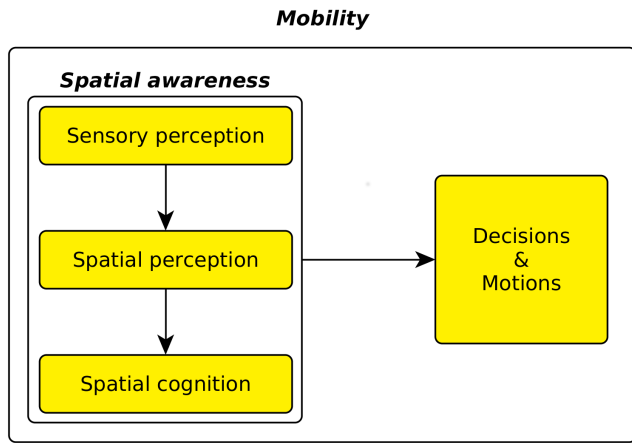 Mobility
Spatial awareness
Sensory perception
Spatial perception
Spatial cognition
Decisions
&
Motions